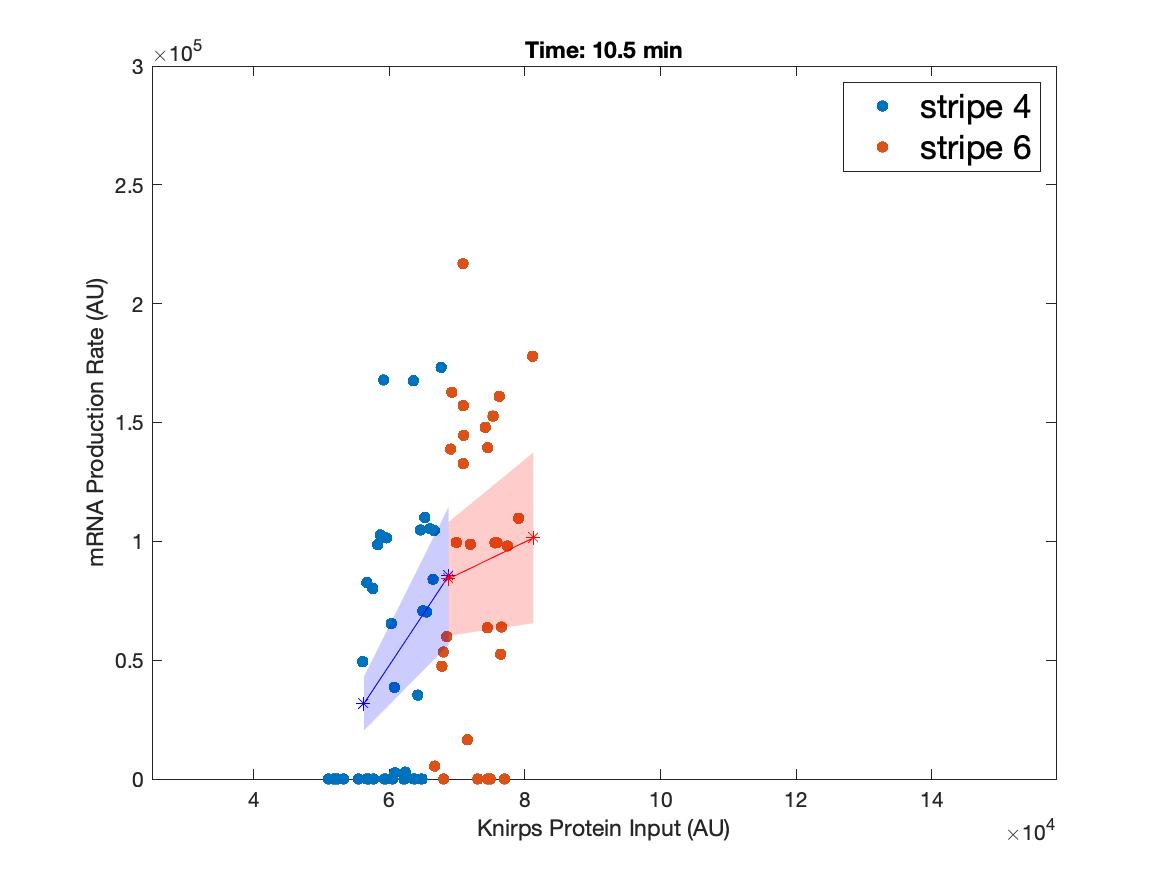 Time: 10.5 min
×10⁵
3
2.5
2
1.5
1
0.5
0
mRNA Production Rate (AU)
stripe 4
stripe 6
4 6 8 10 12 14
Knirps Protein Input (AU)
×10⁴